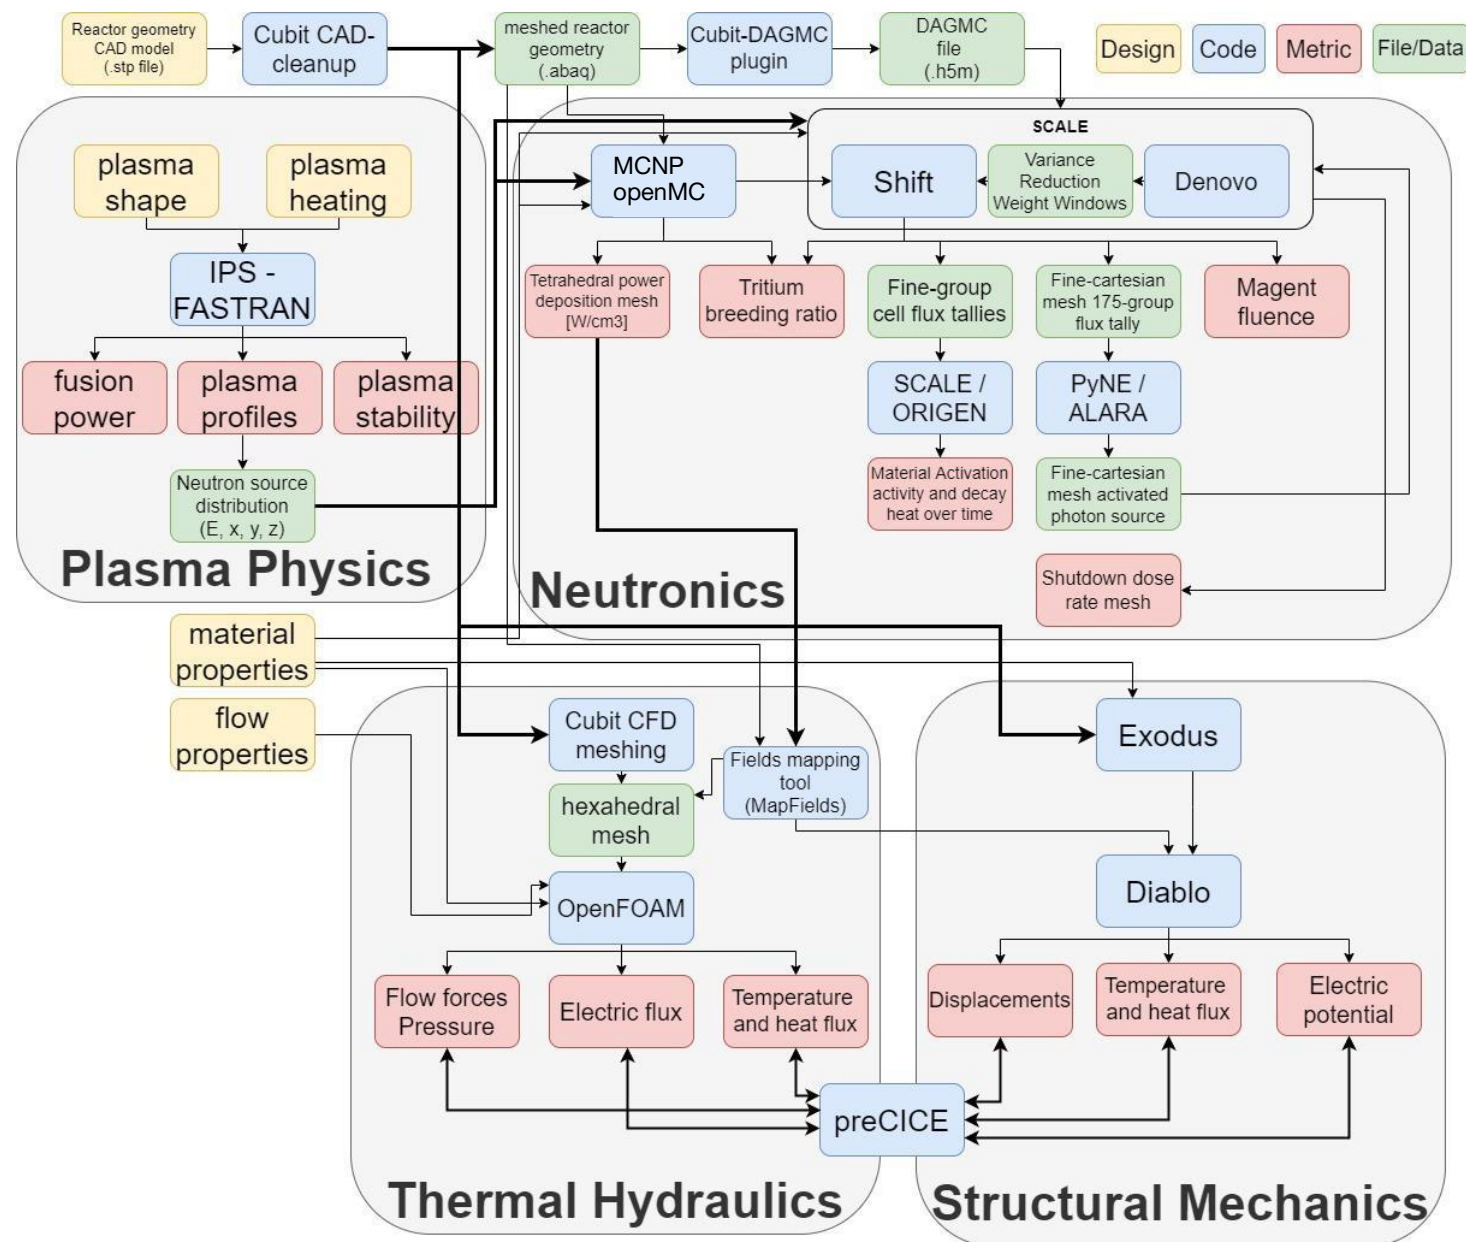 Reactor geometry
CAD model
(.stp file)
Cubit CAD-
cleanup
meshed reactor
geometry
(.abaq)
Cubit-DAGMC
plugin
DAGMC
file
(.h5m)
Design
Code
Metric
File/Data
plasma
shape
plasma
heating
IPS -
FASTRAN
fusion
power
plasma
profiles
plasma
stability
Neutron source
distribution
(E, x, y, z)
Plasma Physics
SCALE
MCNP
openMC
Shift
Variance
Reduction
Weight Windows
Denovo
Tetrahedral power
deposition mesh
[W/cm3]
Tritium
breeding ratio
Fine-group
cell flux tallies
Fine-cartesian
mesh 175-group
flux tally
Magent
fluence
SCALE /
ORIGEN
PyNE /
ALARA
Material Activation
activity and decay
heat over time
Fine-cartesian
mesh activated
photon source
Shutdown dose
rate mesh
Neutronics
material
properties
flow
properties
Cubit CFD
meshing
hexahedral
mesh
Fields mapping
tool
(MapFields)
OpenFOAM
Flow forces
Pressure
Electric flux
Temperature
and heat flux
Thermal Hydraulics
Exodus
Diablo
Displacements
Temperature
and heat flux
Electric
potential
preCICE
Structural Mechanics